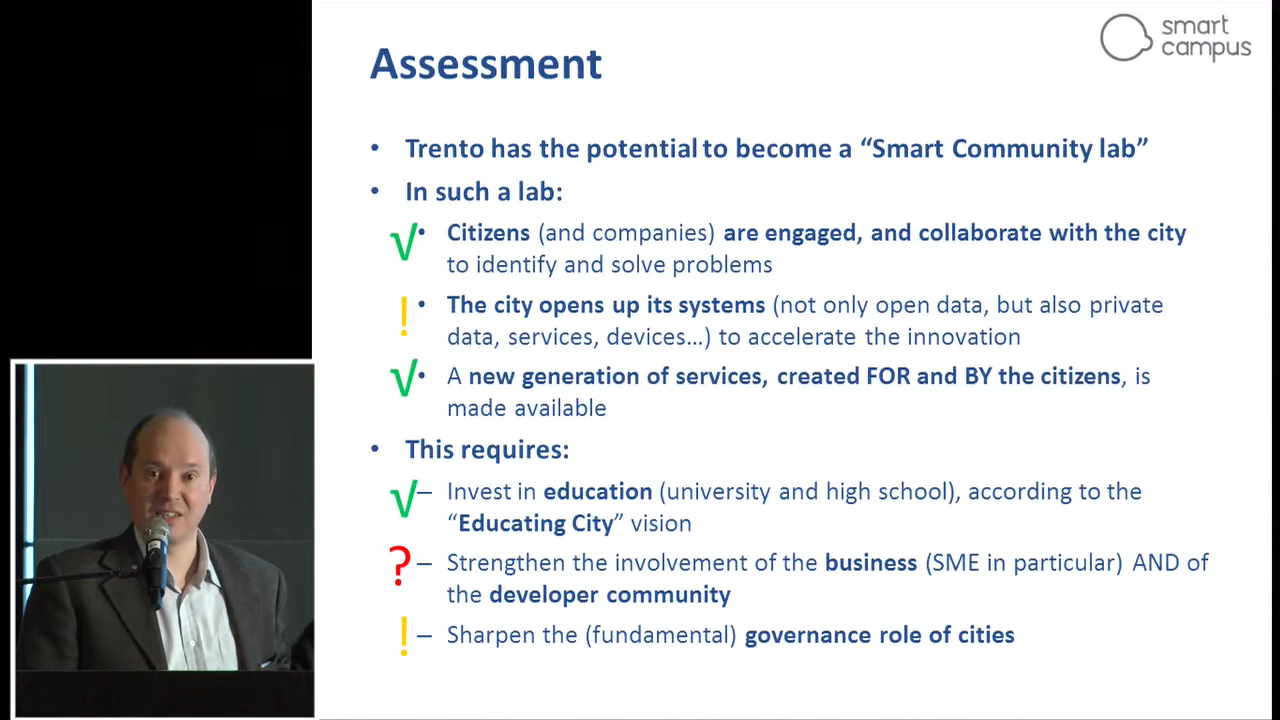 smart
campus
Assessment
• Trento has the potential to become a “Smart Community lab”
• In such a lab:
√ • Citizens (and companies) are engaged, and collaborate with the city
to identify and solve problems
! • The city opens up its systems (not only open data, but also private
data, services, devices…) to accelerate the innovation
√ • A new generation of services, created FOR and BY the citizens, is
made available
• This requires:
√ – Invest in education (university and high school), according to the
“Educating City” vision
? – Strengthen the involvement of the business (SME in particular) AND of
the developer community
! – Sharpen the (fundamental) governance role of cities